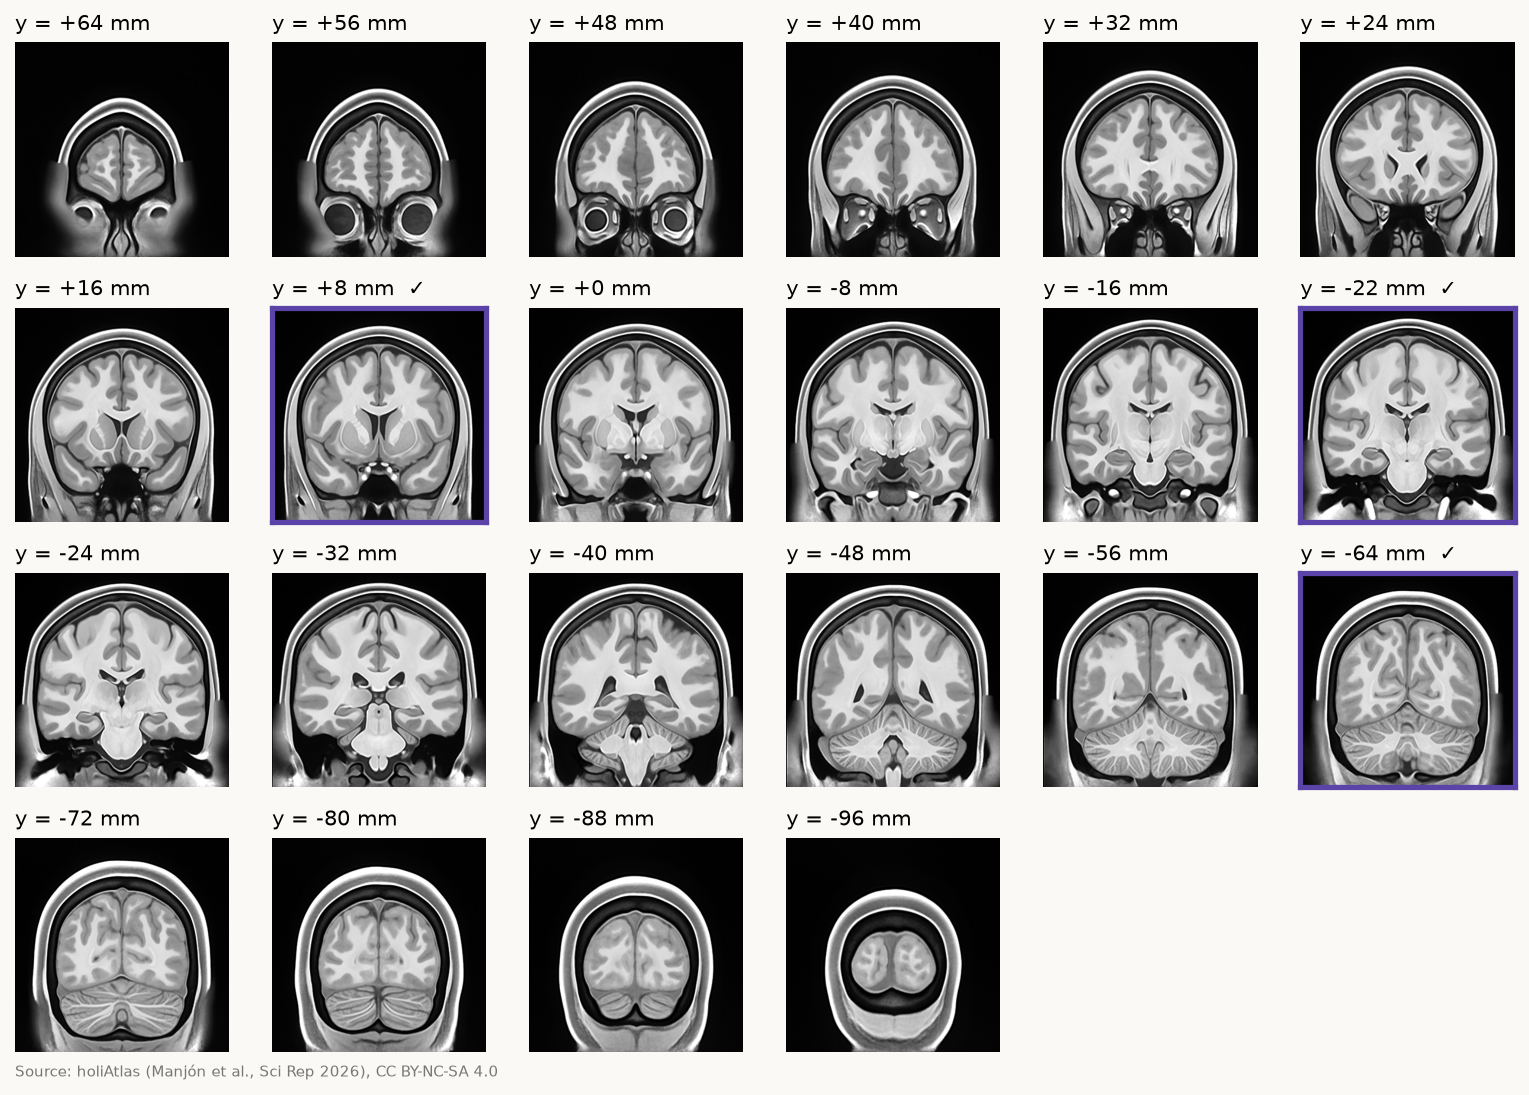 y = +64 mm
y = +56 mm
y = +48 mm
y = +40 mm
y = +32 mm
y = +24 mm
y = +16 mm
y = +8 mm ✓
y = +0 mm
y = -8 mm
y = -16 mm
y = -22 mm ✓
y = -24 mm
y = -32 mm
y = -40 mm
y = -48 mm
y = -56 mm
y = -64 mm ✓
y = -72 mm
y = -80 mm
y = -88 mm
y = -96 mm
Source: holiAtlas (Manjón et al., Sci Rep 2026), CC BY-NC-SA 4.0